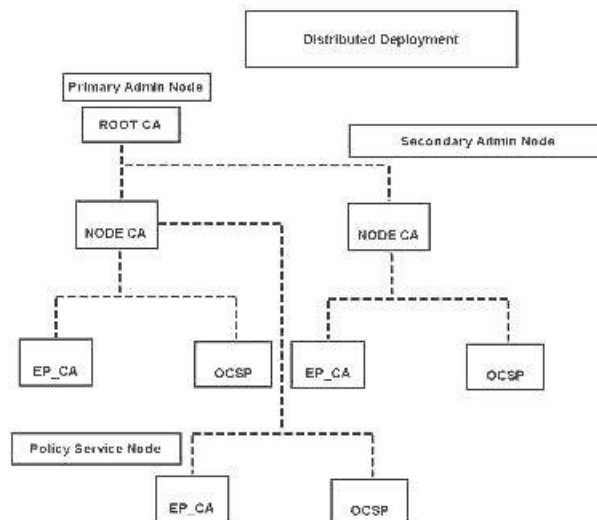 Distributed Deployment
Primary Admin Node
ROOT CA
Secondary Admin Node
NODE CA
NODE CA
EP_CA
OCSP
EP_CA
OCSP
Policy Service Node
EP_CA
OCSP